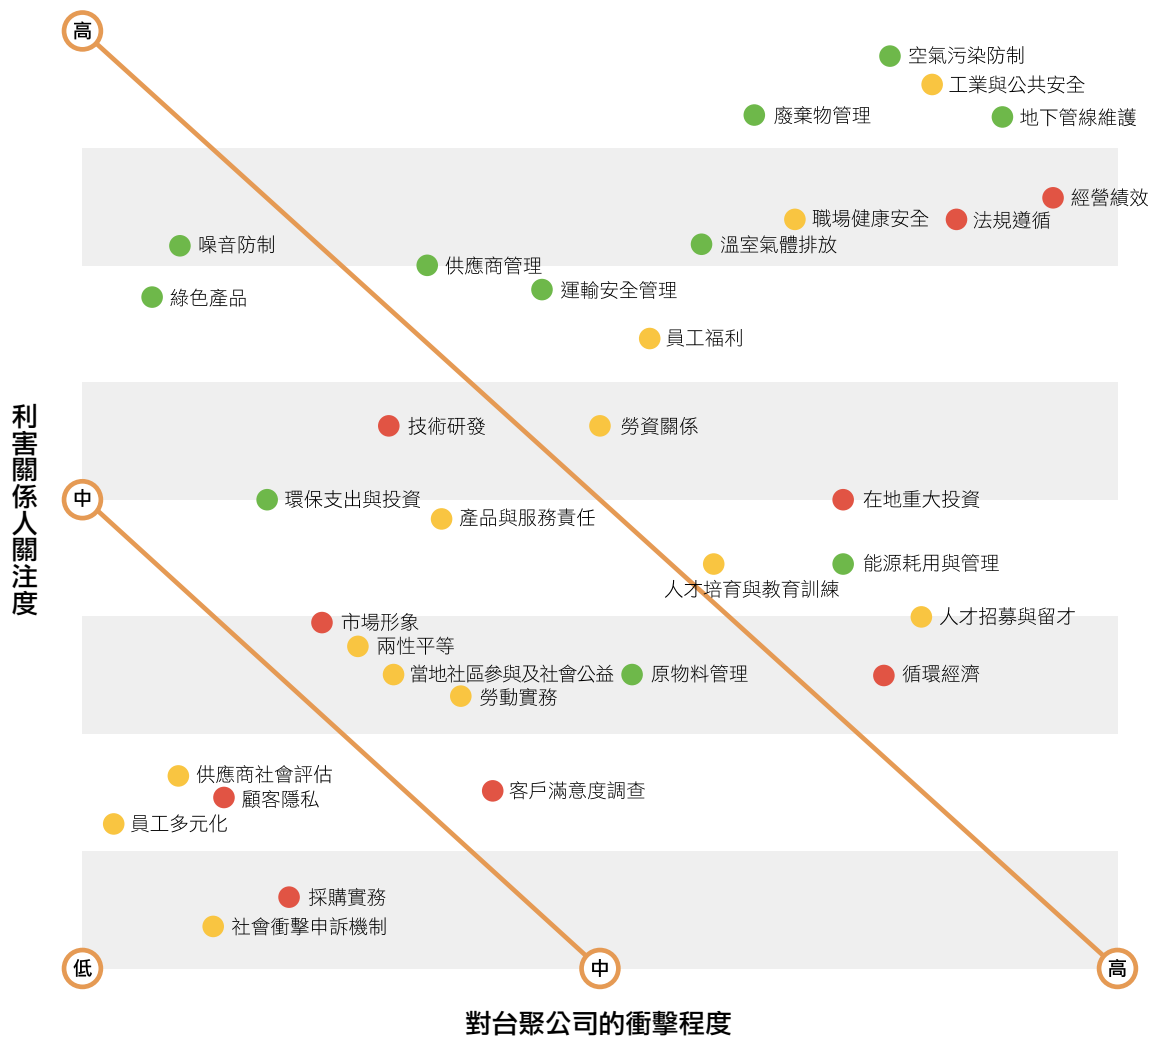 高
空氣污染防制
工業與公共安全
廢棄物管理
地下管線維護
經營績效
職場健康安全
法規遵循
噪音防制
溫室氣體排放
供應商管理
運輸安全管理
綠色產品
員工福利
利害關係人關注度
技術研發
勞資關係
中
環保支出與投資
在地重大投資
產品與服務責任
能源耗用與管理
人才培育與教育訓練
人才招募與留才
市場形象
兩性平等
當地社區參與及社會公益
原物料管理
循環經濟
勞動實務
供應商社會評估
顧客隱私
客戶滿意度調查
員工多元化
採購實務
社會衝擊申訴機制
低
中
高
對台聚公司的衝擊程度